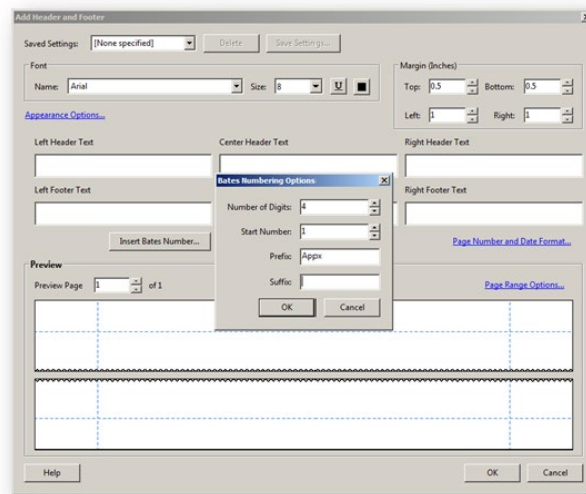 Add Header and Footer
Saved Settings: [None specified] Delete Save Settings...
Font
Name: Arial Size: 8 U
Margin (Inches)
Top: 0.5 Bottom: 0.5
Left: 1 Right: 1
Appearance Options...
Left Header Text Center Header Text Right Header Text
Left Footer Text Right Footer Text
Bates Numbering Options
Number of Digits: 4
Start Number: 1
Prefix: Appx
Suffix:
OK Cancel
Insert Bates Number... Page Number and Date Format...
Preview
Preview Page 1 of 1 Page Range Options...
Help OK Cancel